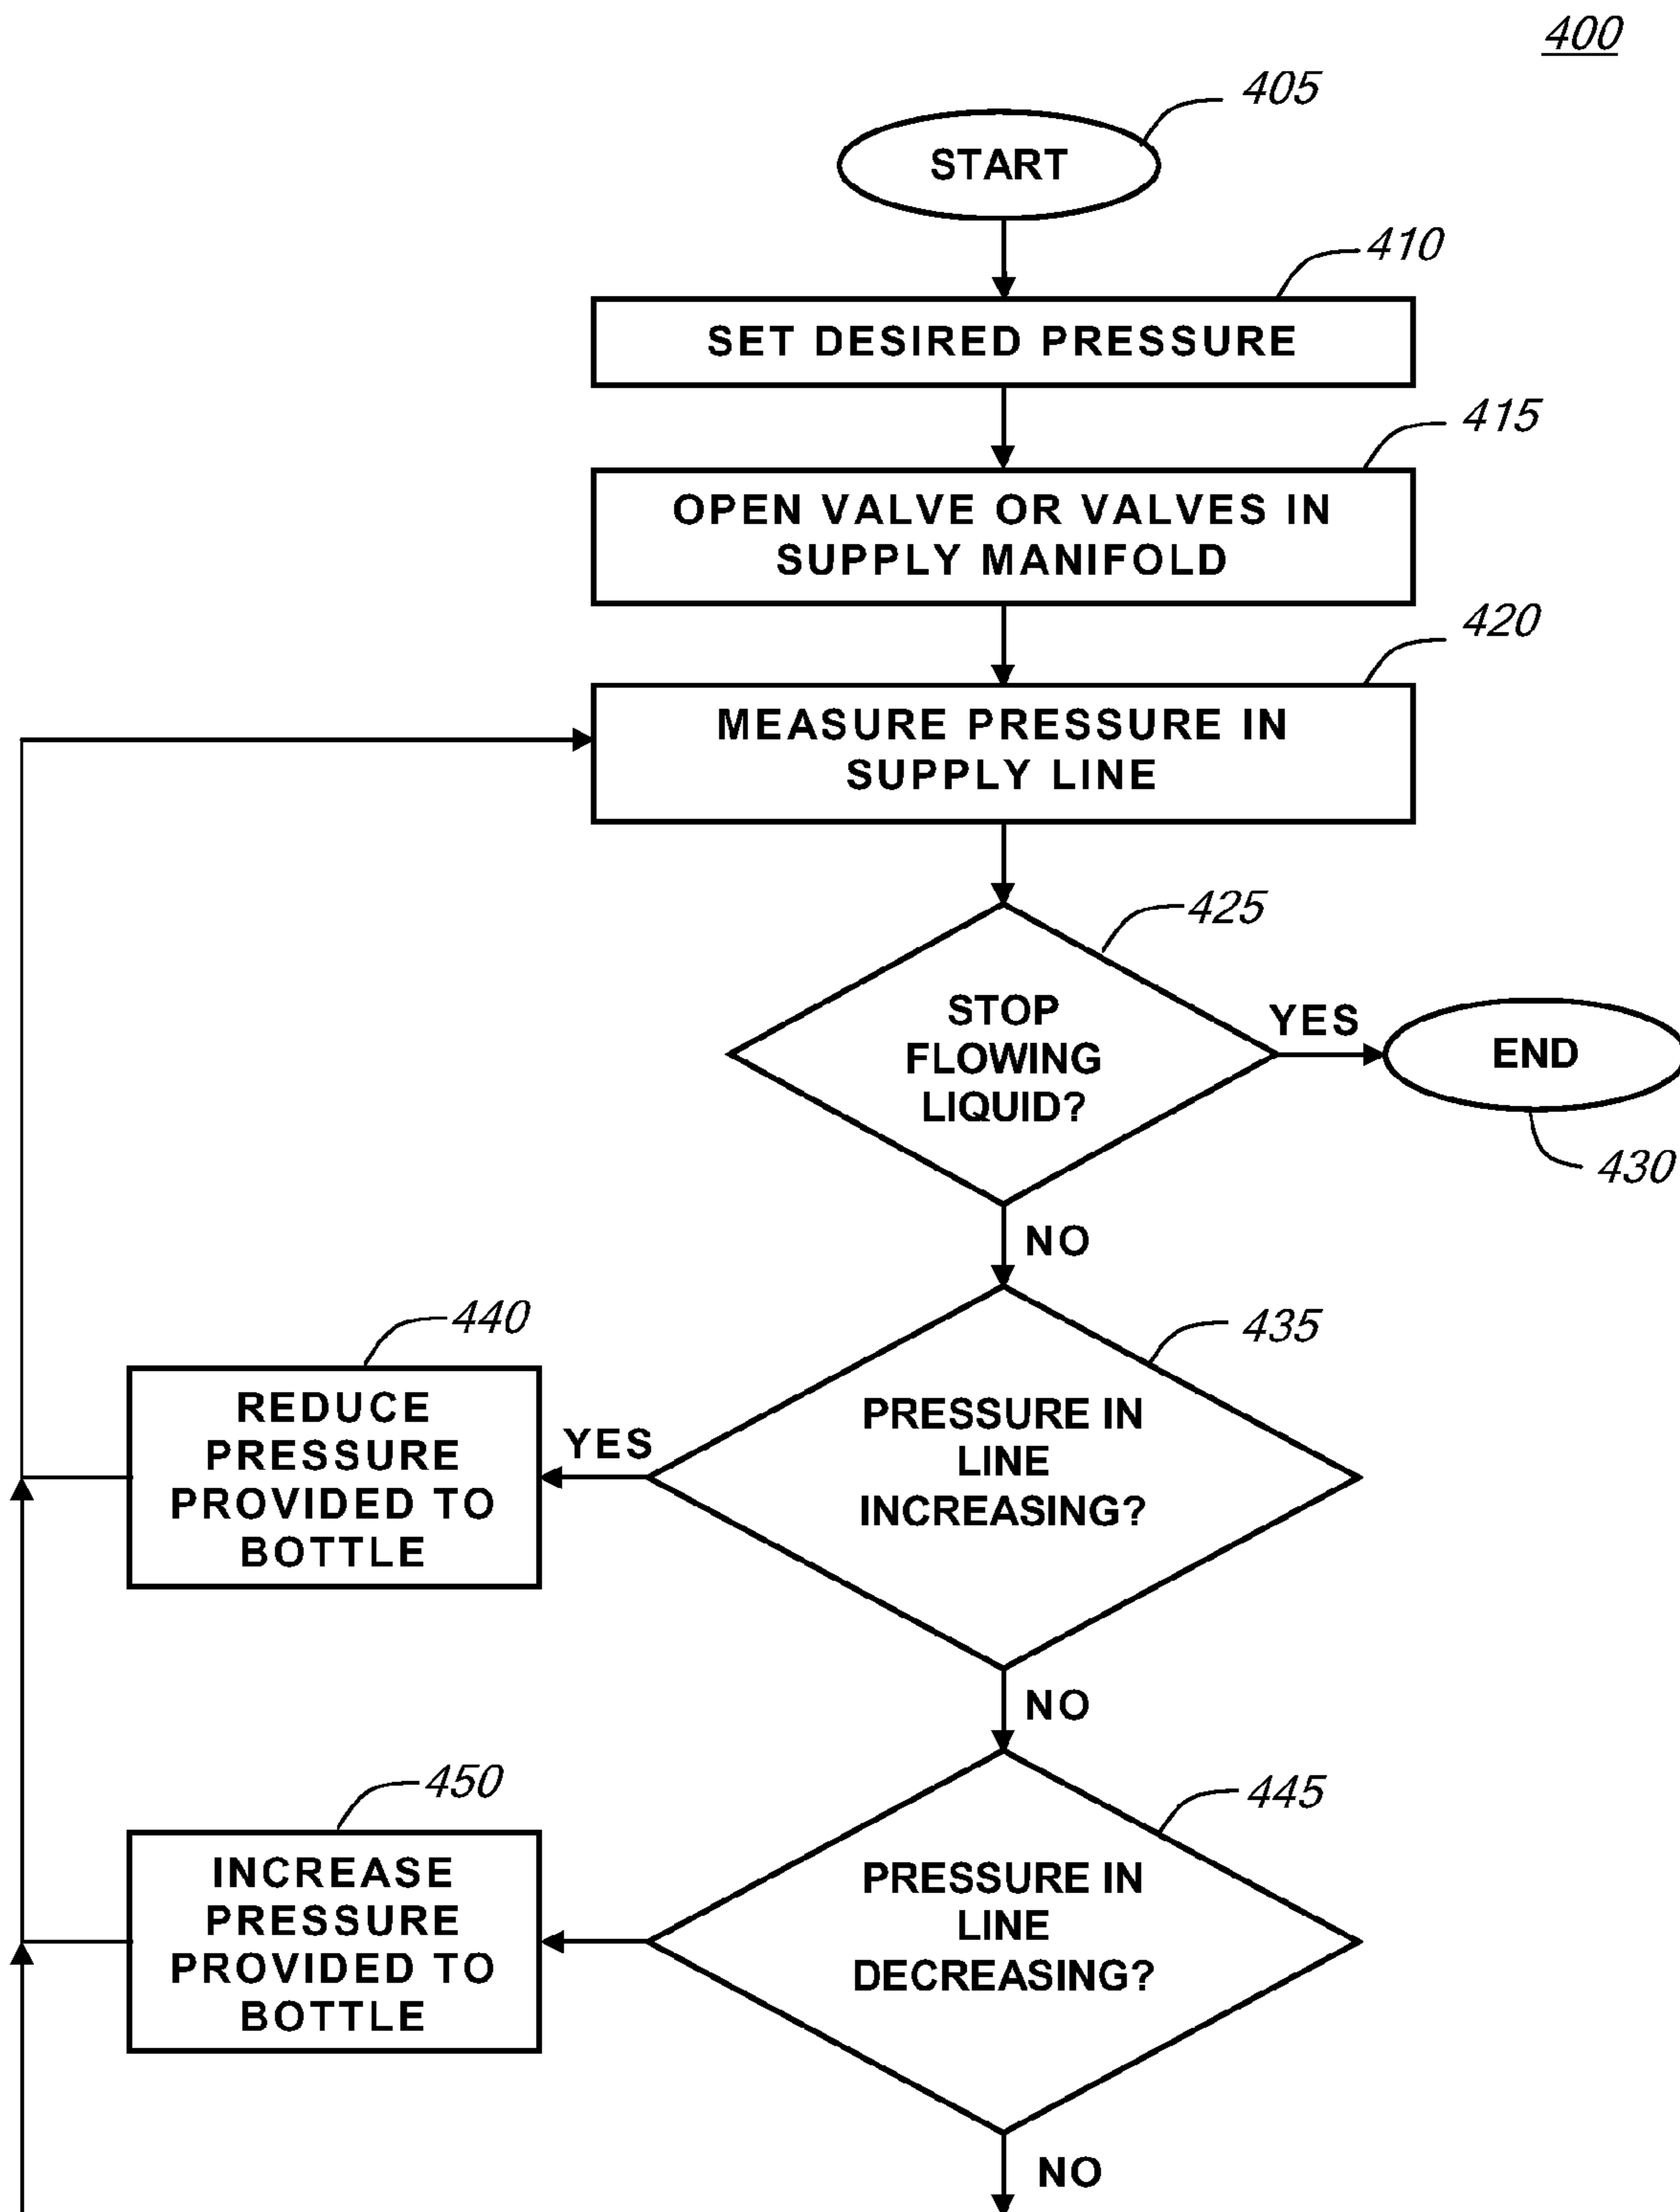 400
405
START
410
SET DESIRED PRESSURE
415
OPEN VALVE OR VALVES IN
SUPPLY MANIFOLD
420
MEASURE PRESSURE IN
SUPPLY LINE
425
STOP
FLOWING
LIQUID?
YES
END
430
NO
440
REDUCE
PRESSURE
PROVIDED TO
BOTTLE
YES
435
PRESSURE IN
LINE
INCREASING?
NO
450
INCREASE
PRESSURE
PROVIDED TO
BOTTLE
445
PRESSURE IN
LINE
DECREASING?
NO